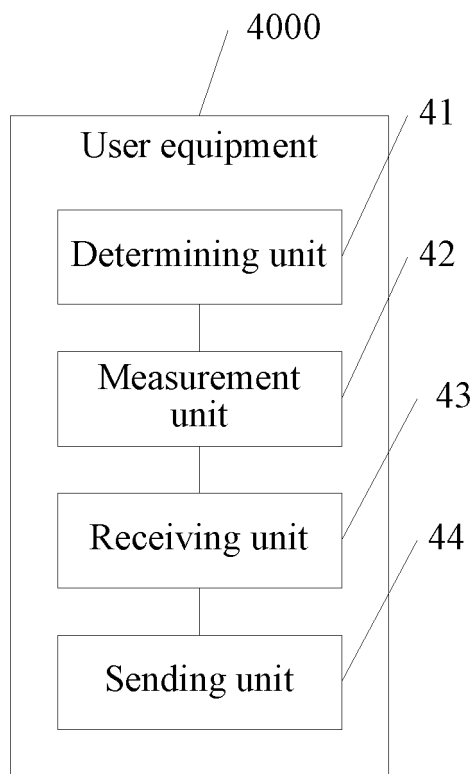 4000
User equipment
41
Determining unit
42
Measurement
unit
43
Receiving unit
44
Sending unit